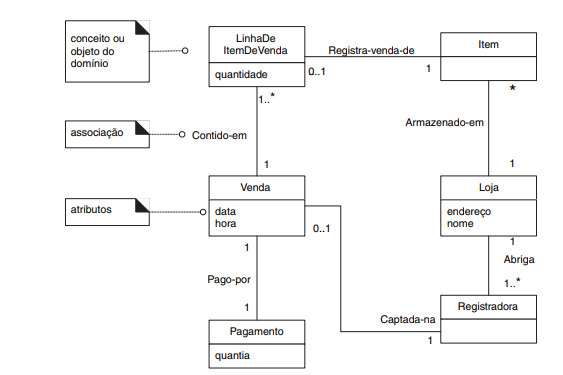 conceito ou
objeto do
domínio
LinhaDe
ItemDeVenda
quantidade
Registra-venda-de
0..1
1
Item
1..*
*
associação
Contido-em
Armazenado-em
1
1
atributos
Venda
data
hora
0..1
Loja
endereço
nome
1
1
Pago-por
Abriga
1
1..*
Pagamento
quantia
Captada-na
1
Registradora